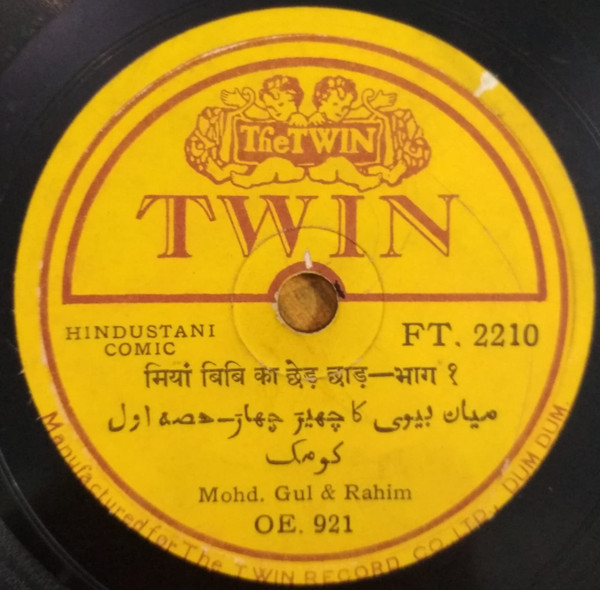 The TWIN
TWIN
HINDUSTANI
COMIC
FT. 2210
मियां बिबि का छेड़ छाड़—भाग १
میان بیوی کا چھیڑ چھاڑ—حصہ اول
کومک
Mohd. Gul & Rahim
OE. 921
Manufactured for The TWIN RECORD CO. LTD., DUM DUM.